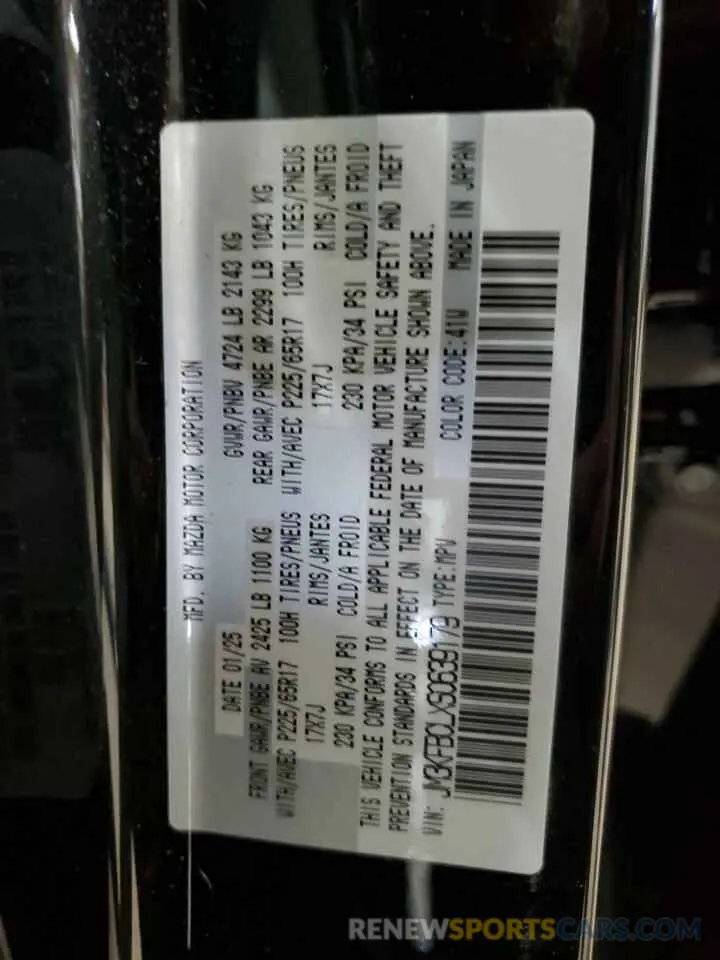 MFD. BY MAZDA MOTOR CORPORATION
DATE 01/25 GVWR/PNBV 4724 LB 2143 KG
FRONT GAWR/PNBE AV 2425 LB 1100 KG REAR GAWR/PNBE AR 2299 LB 1043 KG
WITH/AVEC P225/65R17 100H TIRES/PNEUS WITH/AVEC P225/65R17 100H TIRES/PNEUS
17X7J RIMS/JANTES 17X7J RIMS/JANTES
230 KPA/34 PSI COLD/A FROID 230 KPA/34 PSI COLD/A FROID
THIS VEHICLE CONFORMS TO ALL APPLICABLE FEDERAL MOTOR VEHICLE SAFETY AND THEFT
PREVENTION STANDARDS IN EFFECT ON THE DATE OF MANUFACTURE SHOWN ABOVE.
VIN: JM3KFBCLXS0639179 TYPE:MPV COLOR CODE:41W MADE IN JAPAN
RENEWSPORTSCARS.COM